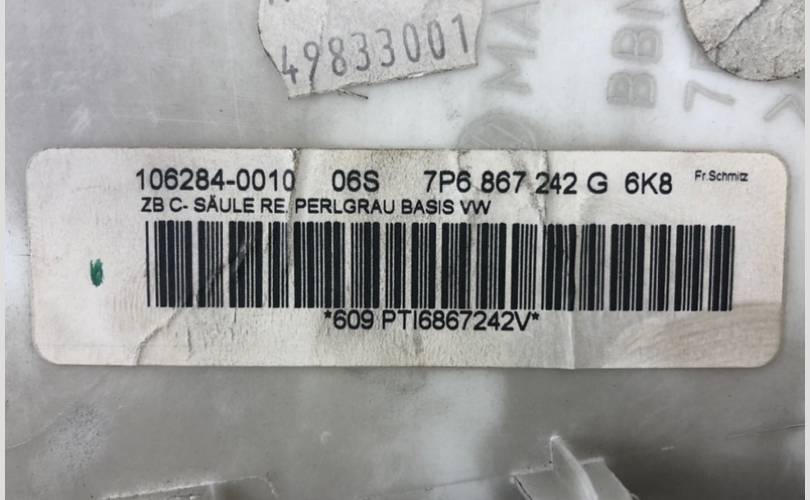 49833001
106284-0010 06S 7P6 867 242 G 6K8 Fr.Schmitz
ZB C- SÄULE RE. PERLGRAU BASIS VW
*609 PTI6867242V*